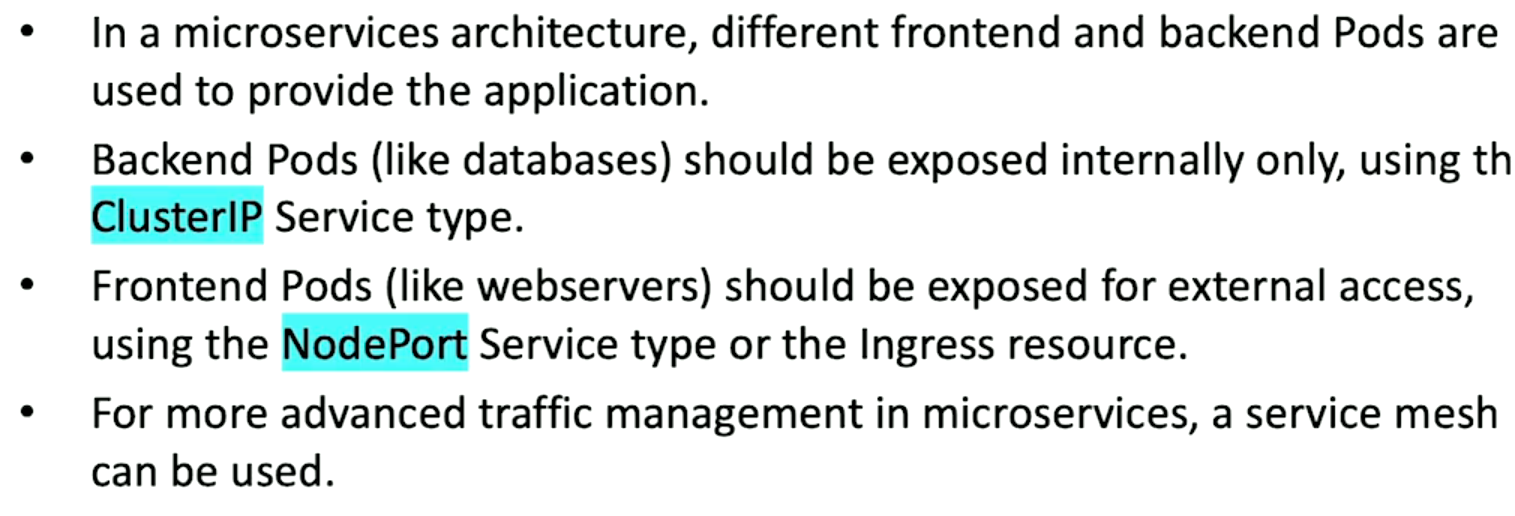 • In a microservices architecture, different frontend and backend Pods are
used to provide the application.
• Backend Pods (like databases) should be exposed internally only, using th
ClusterIP Service type.
• Frontend Pods (like webservers) should be exposed for external access,
using the NodePort Service type or the Ingress resource.
• For more advanced traffic management in microservices, a service mesh
can be used.